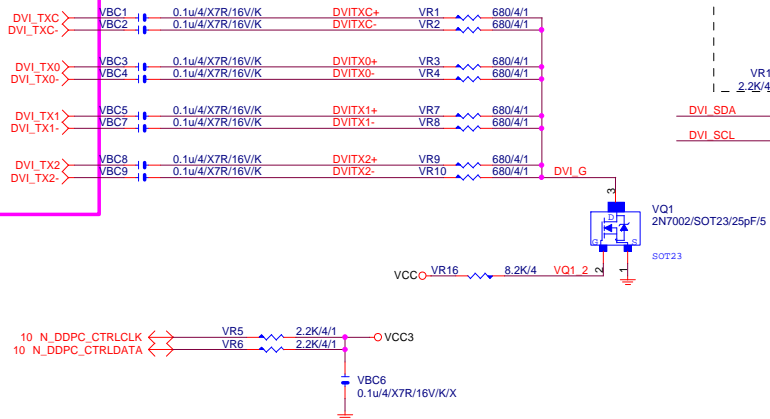 DVI_TXC VBC1 0.1u/4/X7R/16V/K DVITXC+ VR1 680/4/1
DVI_TXC- VBC2 0.1u/4/X7R/16V/K DVITXC- VR2 680/4/1
DVI_TX0 VBC3 0.1u/4/X7R/16V/K DVITX0+ VR3 680/4/1
DVI_TX0- VBC4 0.1u/4/X7R/16V/K DVITX0- VR4 680/4/1
VR1
2.2K/4
DVI_TX1 VBC5 0.1u/4/X7R/16V/K DVITX1+ VR7 680/4/1
DVI_TX1- VBC7 0.1u/4/X7R/16V/K DVITX1- VR8 680/4/1
DVI_SDA
DVI_SCL
DVI_TX2 VBC8 0.1u/4/X7R/16V/K DVITX2+ VR9 680/4/1
DVI_TX2- VBC9 0.1u/4/X7R/16V/K DVITX2- VR10 680/4/1 DVI_G
3
D
G S
VQ1
2N7002/SOT23/25pF/5
SOT23
2 1
VCC VR16 8.2K/4 VQ1_2
10 N_DDPC_CTRLCLK VR5 2.2K/4/1 VCC3
10 N_DDPC_CTRLDATA VR6 2.2K/4/1
VBC6
0.1u/4/X7R/16V/K/X